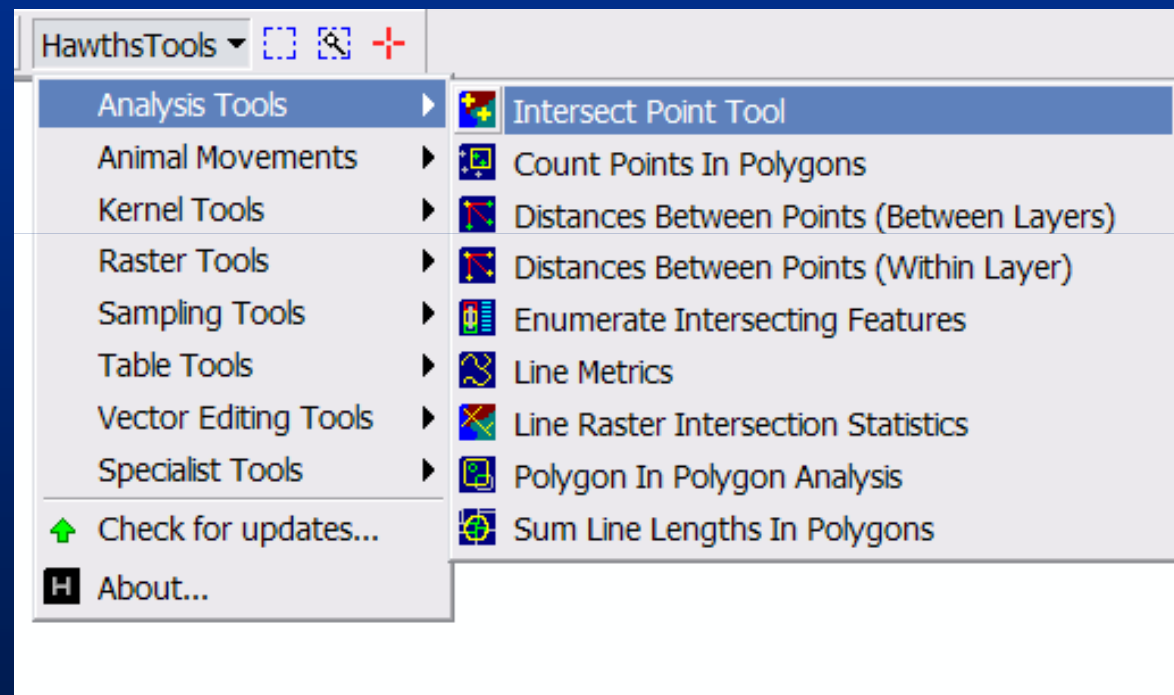 HawthsTools
Analysis Tools
Animal Movements
Kernel Tools
Raster Tools
Sampling Tools
Table Tools
Vector Editing Tools
Specialist Tools
Check for updates...
H About...
Intersect Point Tool
Count Points In Polygons
Distances Between Points (Between Layers)
Distances Between Points (Within Layer)
Enumerate Intersecting Features
Line Metrics
Line Raster Intersection Statistics
Polygon In Polygon Analysis
Sum Line Lengths In Polygons